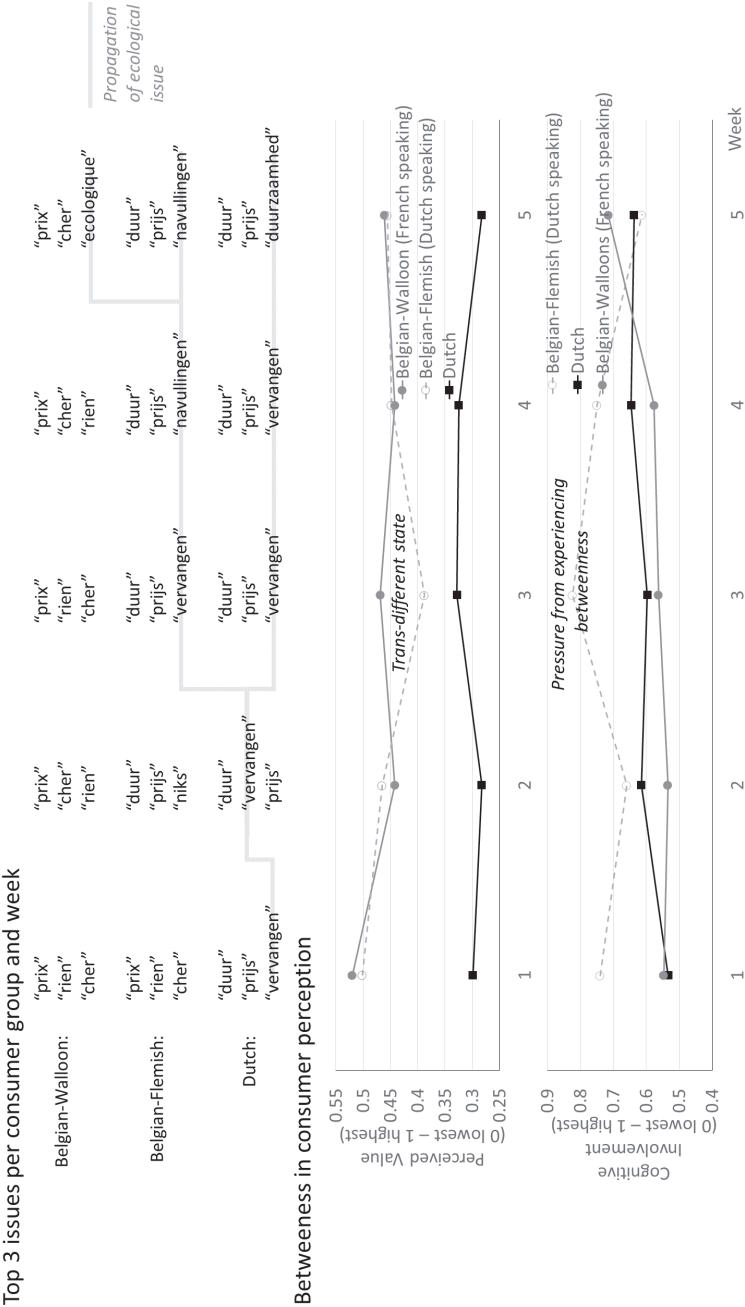 Top 3 issues per consumer group and week
Belgian-Walloon:
“prix”
“rien”
“cher”
“prix”
“cher”
“rien”
“prix”
“rien”
“cher”
“prix”
“cher”
“rien”
“prix”
“cher”
“ecologique”
Propagation
of ecological
issue
Belgian-Flemish:
“prix”
“rien”
“cher”
“duur”
“prijs”
“niks”
“duur”
“prijs”
“vervangen”
“duur”
“prijs”
“navullingen”
“duur”
“prijs”
“navullingen”
Dutch:
“duur”
“prijs”
“vervangen”
“duur”
“vervangen”
“prijs”
“duur”
“prijs”
“vervangen”
“duur”
“prijs”
“vervangen”
“duur”
“prijs”
“duurzaamhed”
Betweeness in consumer perception
Perceived Value
(0 lowest – 1 highest)
0.55
0.5
0.45
0.4
0.35
0.3
0.25
Trans-different state
Belgian-Walloon (French speaking)
Belgian-Flemish (Dutch speaking)
Dutch
1 2 3 4 5
Cognitive
Involvement
(0 lowest – 1 highest)
0.9
0.8
0.7
0.6
0.5
0.4
Pressure from experiencing
betweenness
Belgian-Flemish (Dutch speaking)
Dutch
Belgian-Walloons (French speaking)
1 2 3 4 5 Week